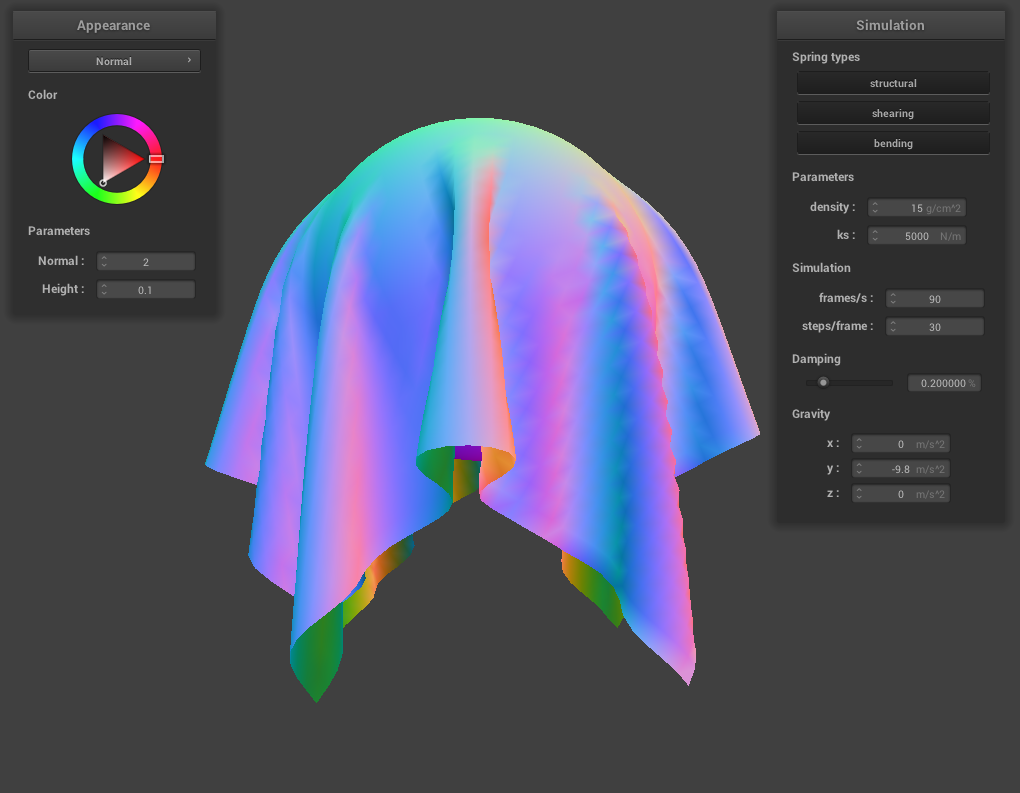 Appearance
Normal ›
Color
Parameters
Normal : 2
Height : 0.1
Simulation
Spring types
structural
shearing
bending
Parameters
density : 15 g/cm^2
ks : 5000 N/m
Simulation
frames/s : 90
steps/frame : 30
Damping
0.200000 %
Gravity
x : 0 m/s^2
y : -9.8 m/s^2
z : 0 m/s^2